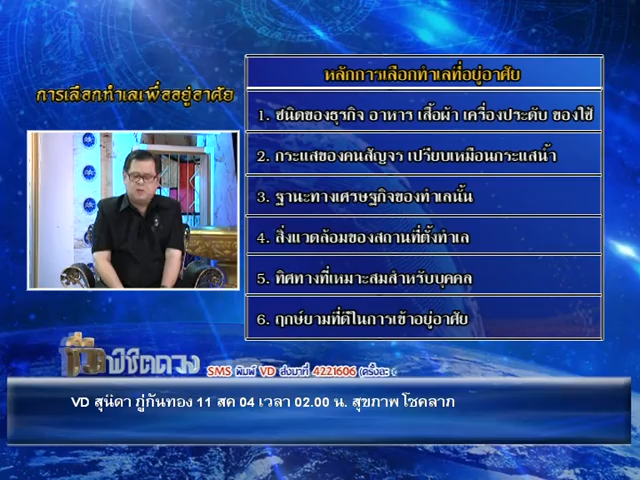 การเลือกทำเลเพื่ออยู่อาศัย
หลักการเลือกทำเลที่อยู่อาศัย
1. ชนิดของธุรกิจ อาหาร เสื้อผ้า เครื่องประดับ ของใช้
2. กระแสของคนสัญจร เปรียบเหมือนกระแสน้ำ
3. ฐานะทางเศรษฐกิจของทำเลนั้น
4. สิ่งแวดล้อมของสถานที่ตั้งทำเล
5. ทิศทางที่เหมาะสมสำหรับบุคคล
6. ฤกษ์ยามที่ดีในการเข้าอยู่อาศัย
พิชิตดวง
SMS พิมพ์ VD ส่งมาที่ 4221606 (ครั้งละ
VD สุนิดา ภู่กันทอง 11 สค 04 เวลา 02.00 น. สุขภาพ โชคลาภ